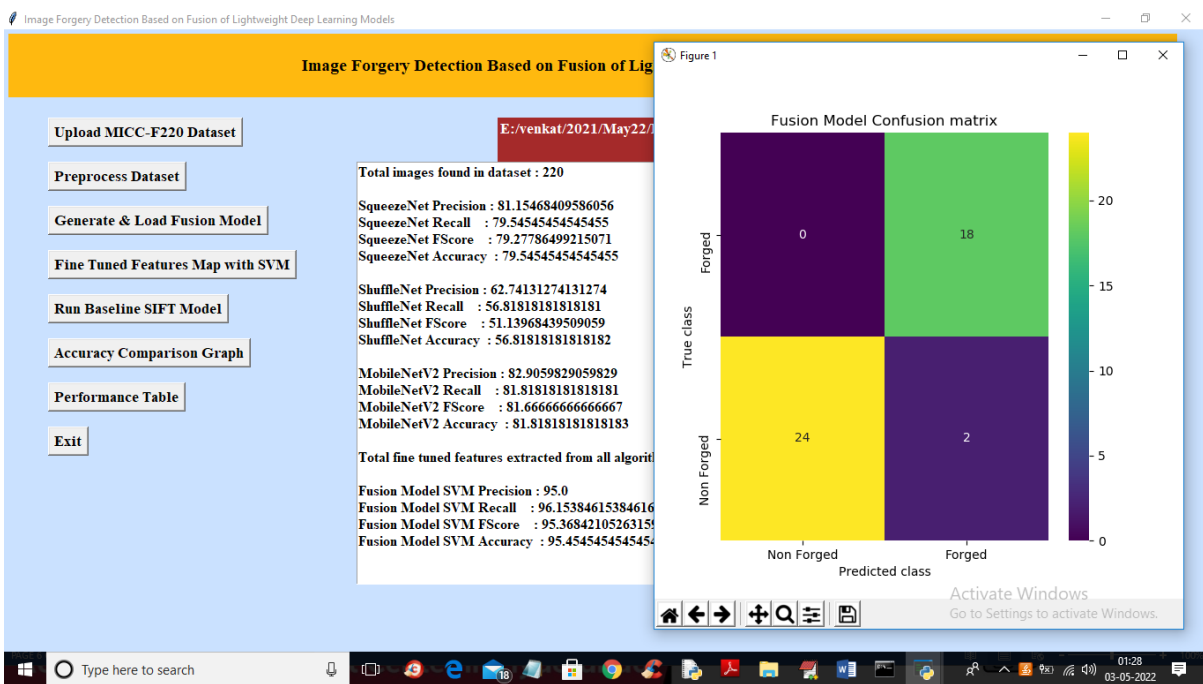 Image Forgery Detection Based on Fusion of Lightweight Deep Learning Models
Image Forgery Detection Based on Fusion of Lig
Upload MICC-F220 Dataset
Preprocess Dataset
Generate & Load Fusion Model
Fine Tuned Features Map with SVM
Run Baseline SIFT Model
Accuracy Comparison Graph
Performance Table
Exit
E:/venkat/2021/May22/
Total images found in dataset : 220
SqueezeNet Precision : 81.15468409586056
SqueezeNet Recall : 79.54545454545455
SqueezeNet FScore : 79.27786499215071
SqueezeNet Accuracy : 79.54545454545455
ShuffleNet Precision : 62.74131274131274
ShuffleNet Recall : 56.81818181818181
ShuffleNet FScore : 51.13968439509059
ShuffleNet Accuracy : 56.81818181818182
MobileNetV2 Precision : 82.9059829059829
MobileNetV2 Recall : 81.81818181818181
MobileNetV2 FScore : 81.66666666666667
MobileNetV2 Accuracy : 81.81818181818183
Total fine tuned features extracted from all algorit
Fusion Model SVM Precision : 95.0
Fusion Model SVM Recall : 96.15384615384616
Fusion Model SVM FScore : 95.36842105263159
Fusion Model SVM Accuracy : 95.4545454545454
Figure 1
Fusion Model Confusion matrix
True class
Forged
0 18
Non Forged
24 2
Non Forged Forged
Predicted class
20
15
10
5
0
Activate Windows
Go to Settings to activate Windows.
Type here to search
18
01:28
03-05-2022